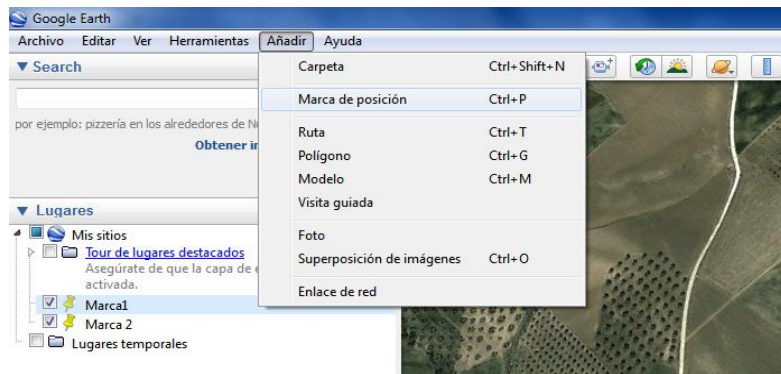 Google Earth
Archivo Editar Ver Herramientas Añadir Ayuda
Search
por ejemplo: pizzería en los alrededores de
Obtener
Carpeta Ctrl+Shift+N
Marca de posición Ctrl+P
Ruta Ctrl+T
Polígono Ctrl+G
Modelo Ctrl+M
Visita guiada
Foto
Superposición de imágenes Ctrl+O
Enlace de red
Lugares
Mis sitios
Tour de lugares destacados
Asegúrate de que la capa de
activada.
Marca1
Marca 2
Lugares temporales